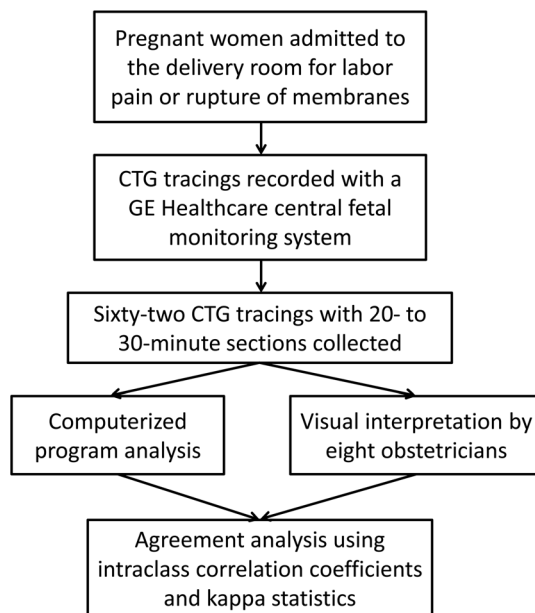 Pregnant women admitted to
the delivery room for labor
pain or rupture of membranes
CTG tracings recorded with a
GE Healthcare central fetal
monitoring system
Sixty-two CTG tracings with 20- to
30-minute sections collected
Computerized
program analysis
Visual interpretation by
eight obstetricians
Agreement analysis using
intraclass correlation coefficients
and kappa statistics